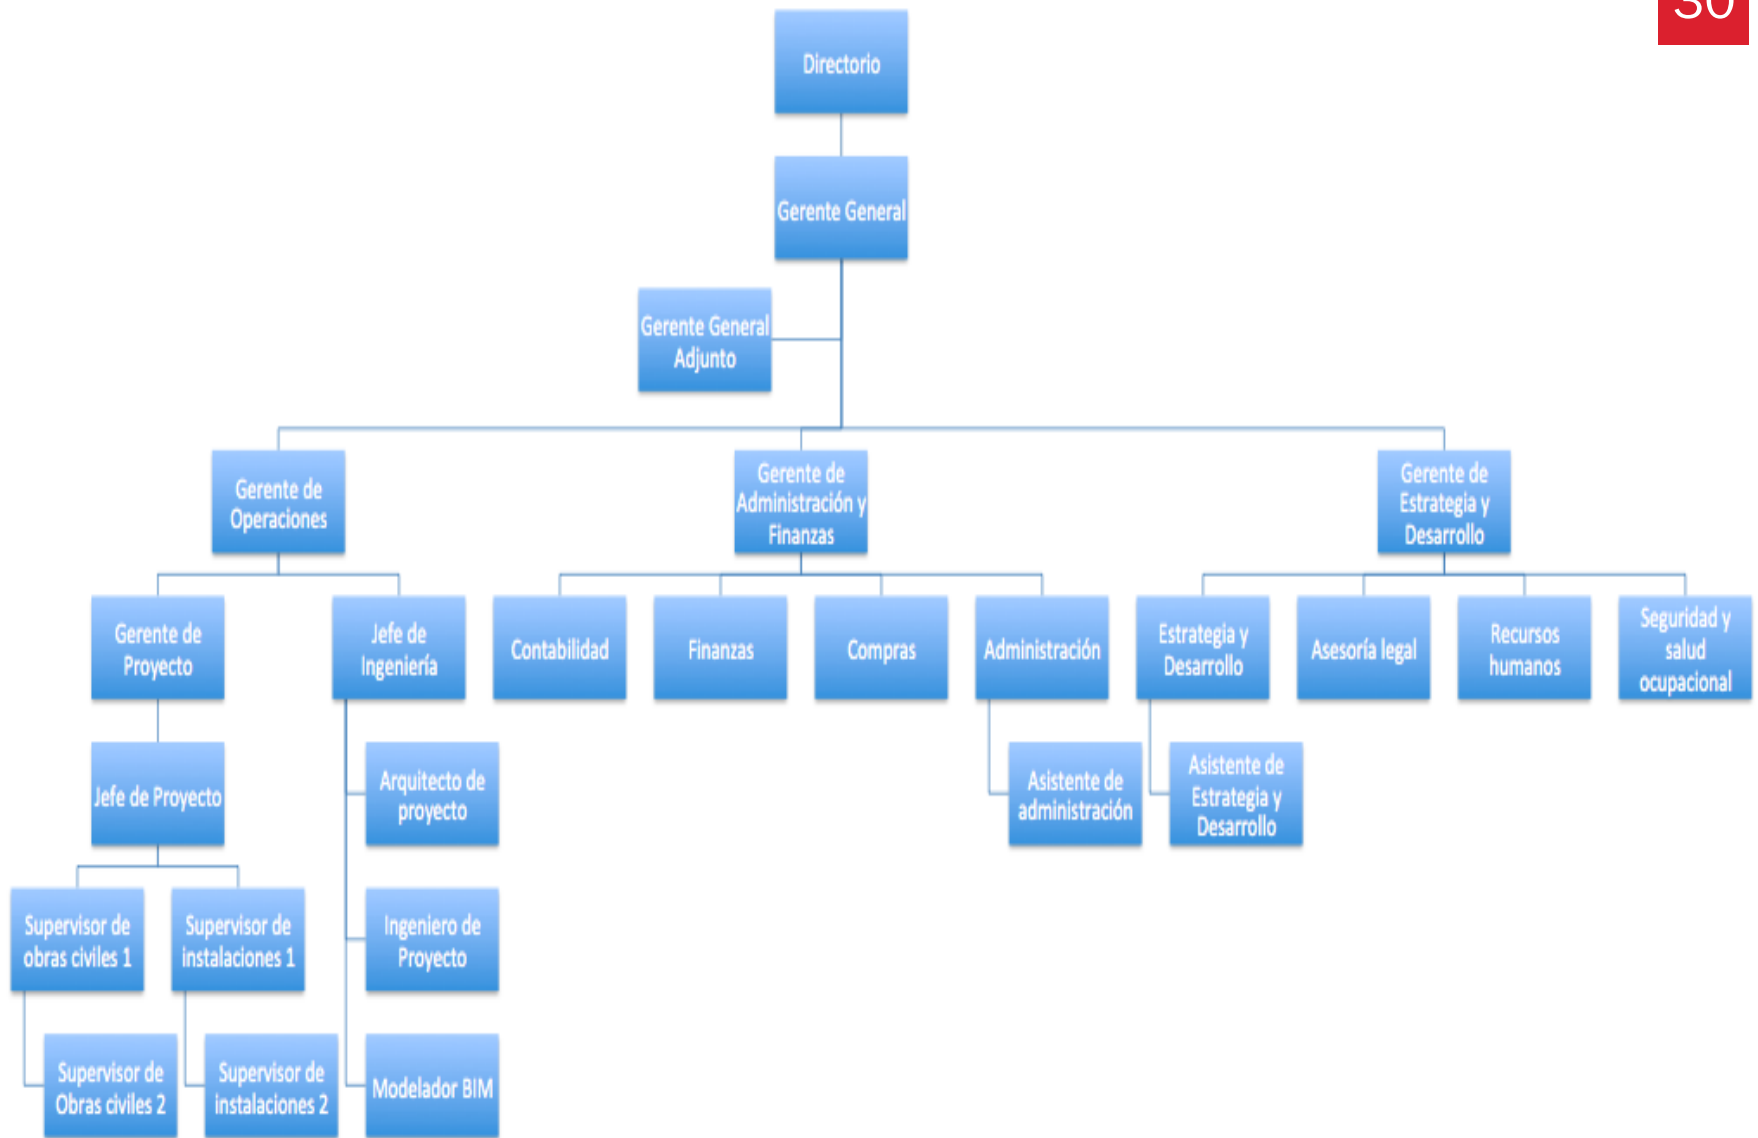 30
Directorio
Gerente General
Gerente General
Adjunto
Gerente de
Operaciones
Gerente de
Administración y
Finanzas
Gerente de
Estrategia y
Desarrollo
Gerente de
Proyecto
Jefe de
Ingeniería
Contabilidad
Finanzas
Compras
Administración
Estrategia y
Desarrollo
Asesoría legal
Recursos
humanos
Seguridad y
salud
ocupacional
Jefe de Proyecto
Arquitecto de
proyecto
Asistente de
administración
Asistente de
Estrategia y
Desarrollo
Supervisor de
obras civiles 1
Supervisor de
instalaciones 1
Ingeniero de
Proyecto
Supervisor de
Obras civiles 2
Supervisor de
instalaciones 2
Modelador BIM